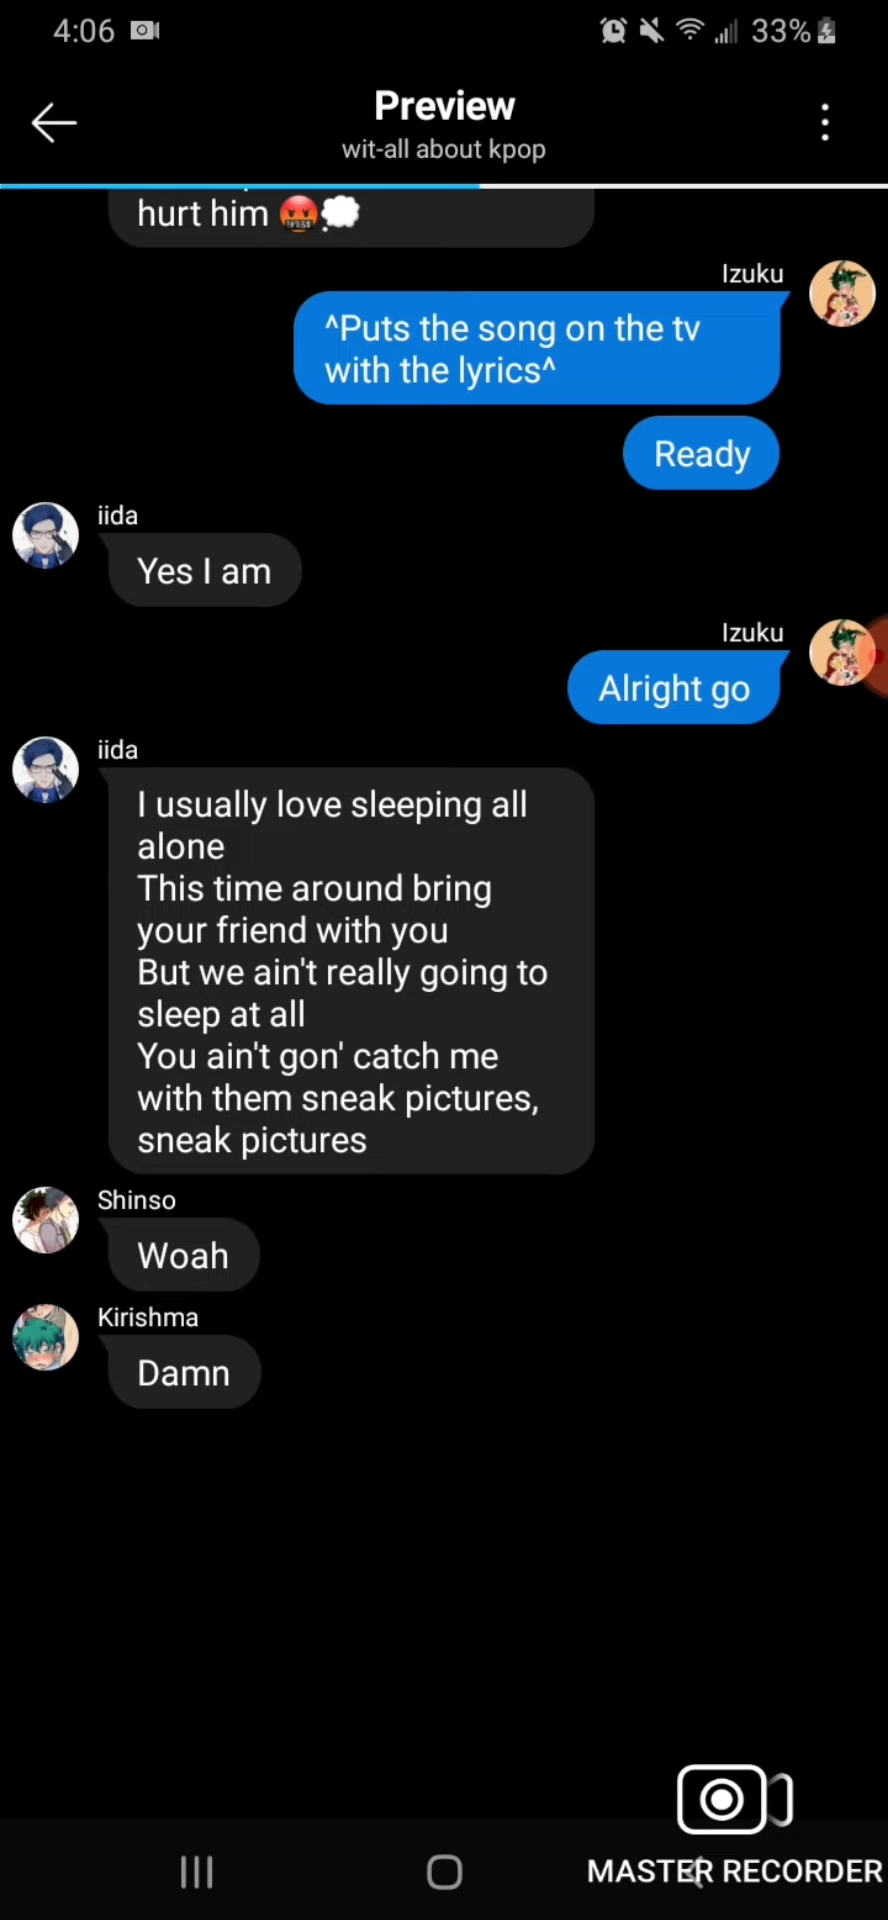 4:06
33%
Preview
wit-all about kpop
hurt him 🤬💭
Izuku
^Puts the song on the tv
with the lyrics^
Ready
iida
Yes I am
Izuku
Alright go
iida
I usually love sleeping all
alone
This time around bring
your friend with you
But we ain't really going to
sleep at all
You ain't gon' catch me
with them sneak pictures,
sneak pictures
Shinso
Woah
Kirishma
Damn
MASTER RECORDER